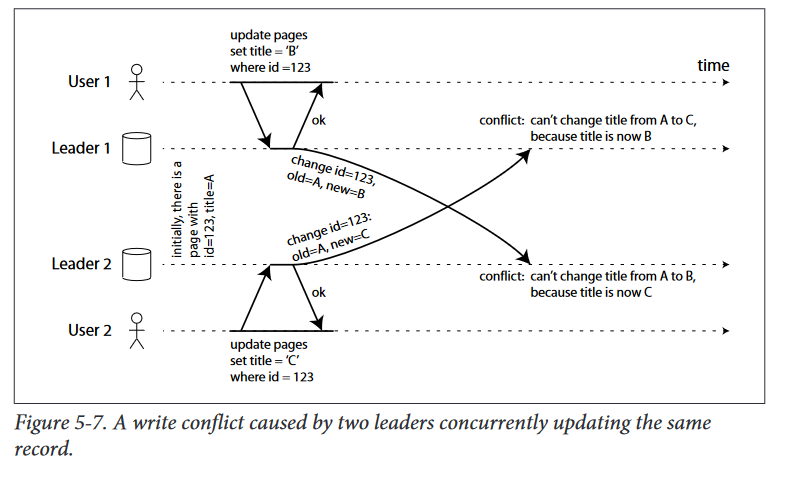 update pages
set title = ‘B’
where id =123
time
User 1
ok
conflict: can’t change title from A to C,
because title is now B
Leader 1
change id=123,
old=A, new=B
initially, there is a
page with
id=123, title=A
change id=123:
old=A, new=C
Leader 2
conflict: can’t change title from A to B,
because title is now C
ok
User 2
update pages
set title = ‘C’
where id = 123
Figure 5-7. A write conflict caused by two leaders concurrently updating the same
record.